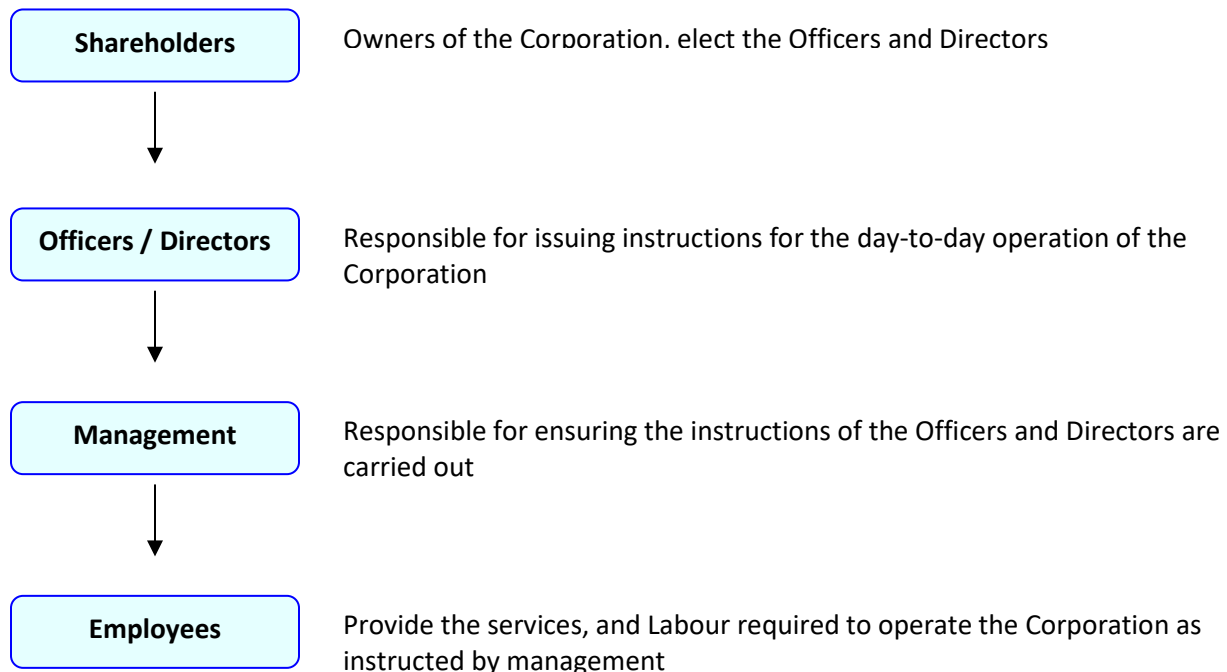 Shareholders
Owners of the Corporation, elect the Officers and Directors
Officers / Directors
Responsible for issuing instructions for the day-to-day operation of the
Corporation
Management
Responsible for ensuring the instructions of the Officers and Directors are
carried out
Employees
Provide the services, and Labour required to operate the Corporation as
instructed by management